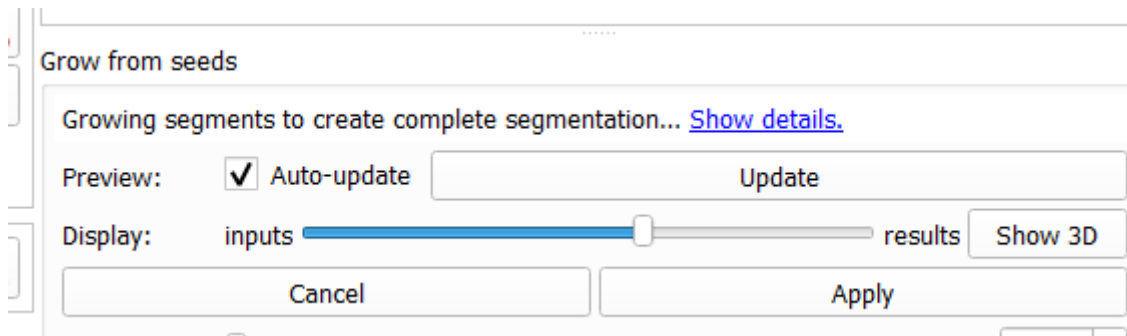 Grow from seeds
Growing segments to create complete segmentation... Show details.
Preview: Auto-update Update
Display: inputs results Show 3D
Cancel Apply